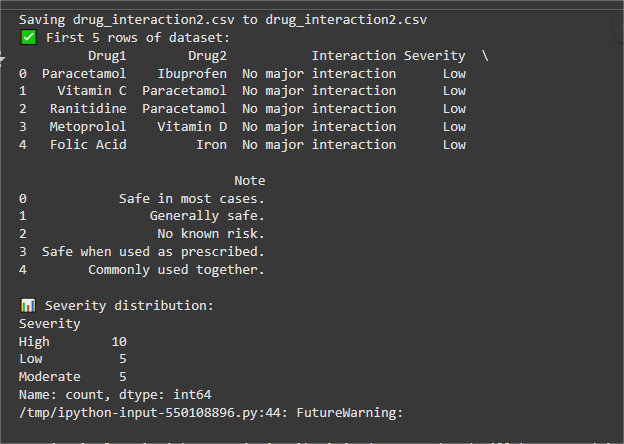 Saving drug_interaction2.csv to drug_interaction2.csv
✅ First 5 rows of dataset:
Drug1 Drug2 Interaction Severity \
0 Paracetamol Ibuprofen No major interaction Low
1 Vitamin C Paracetamol No major interaction Low
2 Ranitidine Paracetamol No major interaction Low
3 Metoprolol Vitamin D No major interaction Low
4 Folic Acid Iron No major interaction Low
Note
0 Safe in most cases.
1 Generally safe.
2 No known risk.
3 Safe when used as prescribed.
4 Commonly used together.
📊 Severity distribution:
Severity
High 10
Low 5
Moderate 5
Name: count, dtype: int64
/tmp/ipython-input-550108896.py:44: FutureWarning: